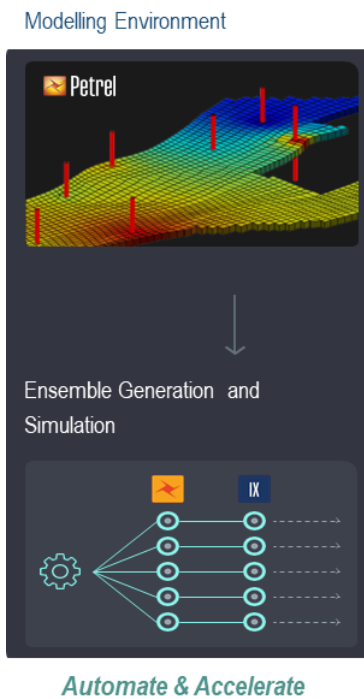 Modelling Environment
Petrel
Ensemble Generation and
Simulation
IX
Automate & Accelerate